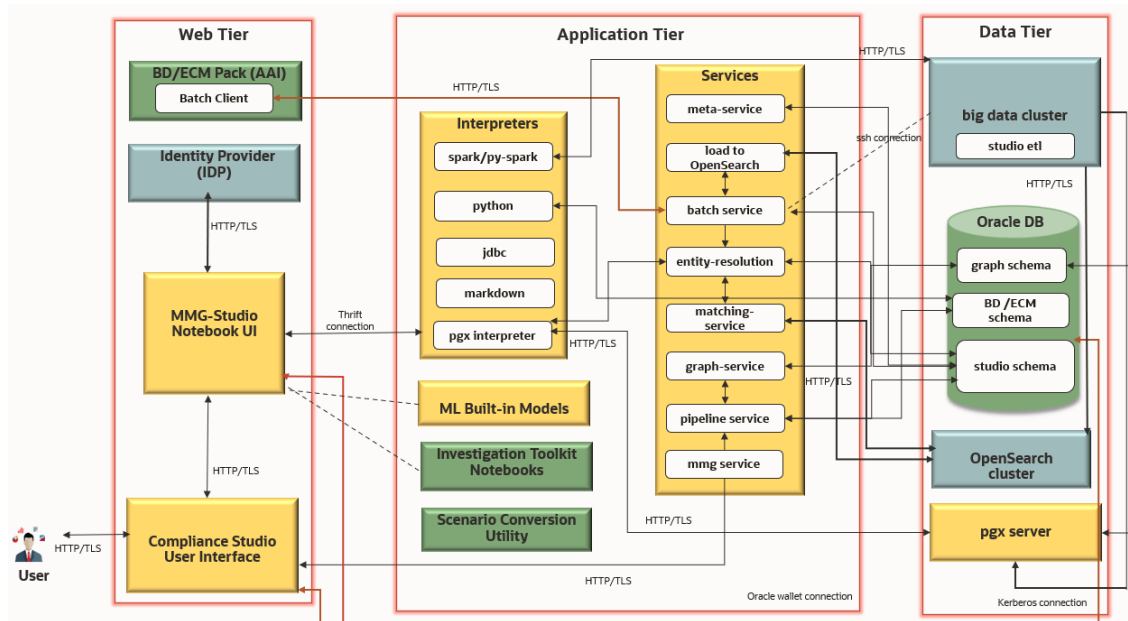 Web Tier
Application Tier
Data Tier
BD/ECM Pack (AAI)
Batch Client
Identity Provider
(IDP)
HTTP/TLS
MMG-Studio
Notebook UI
HTTP/TLS
Compliance Studio
User Interface
User
HTTP/TLS
Thrift
connection
HTTP/TLS
Interpreters
spark/py-spark
python
jdbc
markdown
pgx interpreter
HTTP/TLS
ML Built-in Models
Investigation Toolkit
Notebooks
Scenario Conversion
Utility
Services
meta-service
load to
OpenSearch
batch service
entity-resolution
matching-
service
graph-service
pipeline service
mmg service
HTTP/TLS
HTTP/TLS
HTTP/TLS
Oracle wallet connection
HTTP/TLS
ssh connection
big data cluster
studio etl
HTTP/TLS
Oracle DB
graph schema
BD /ECM
schema
studio schema
OpenSearch
cluster
pgx server
Kerberos connection